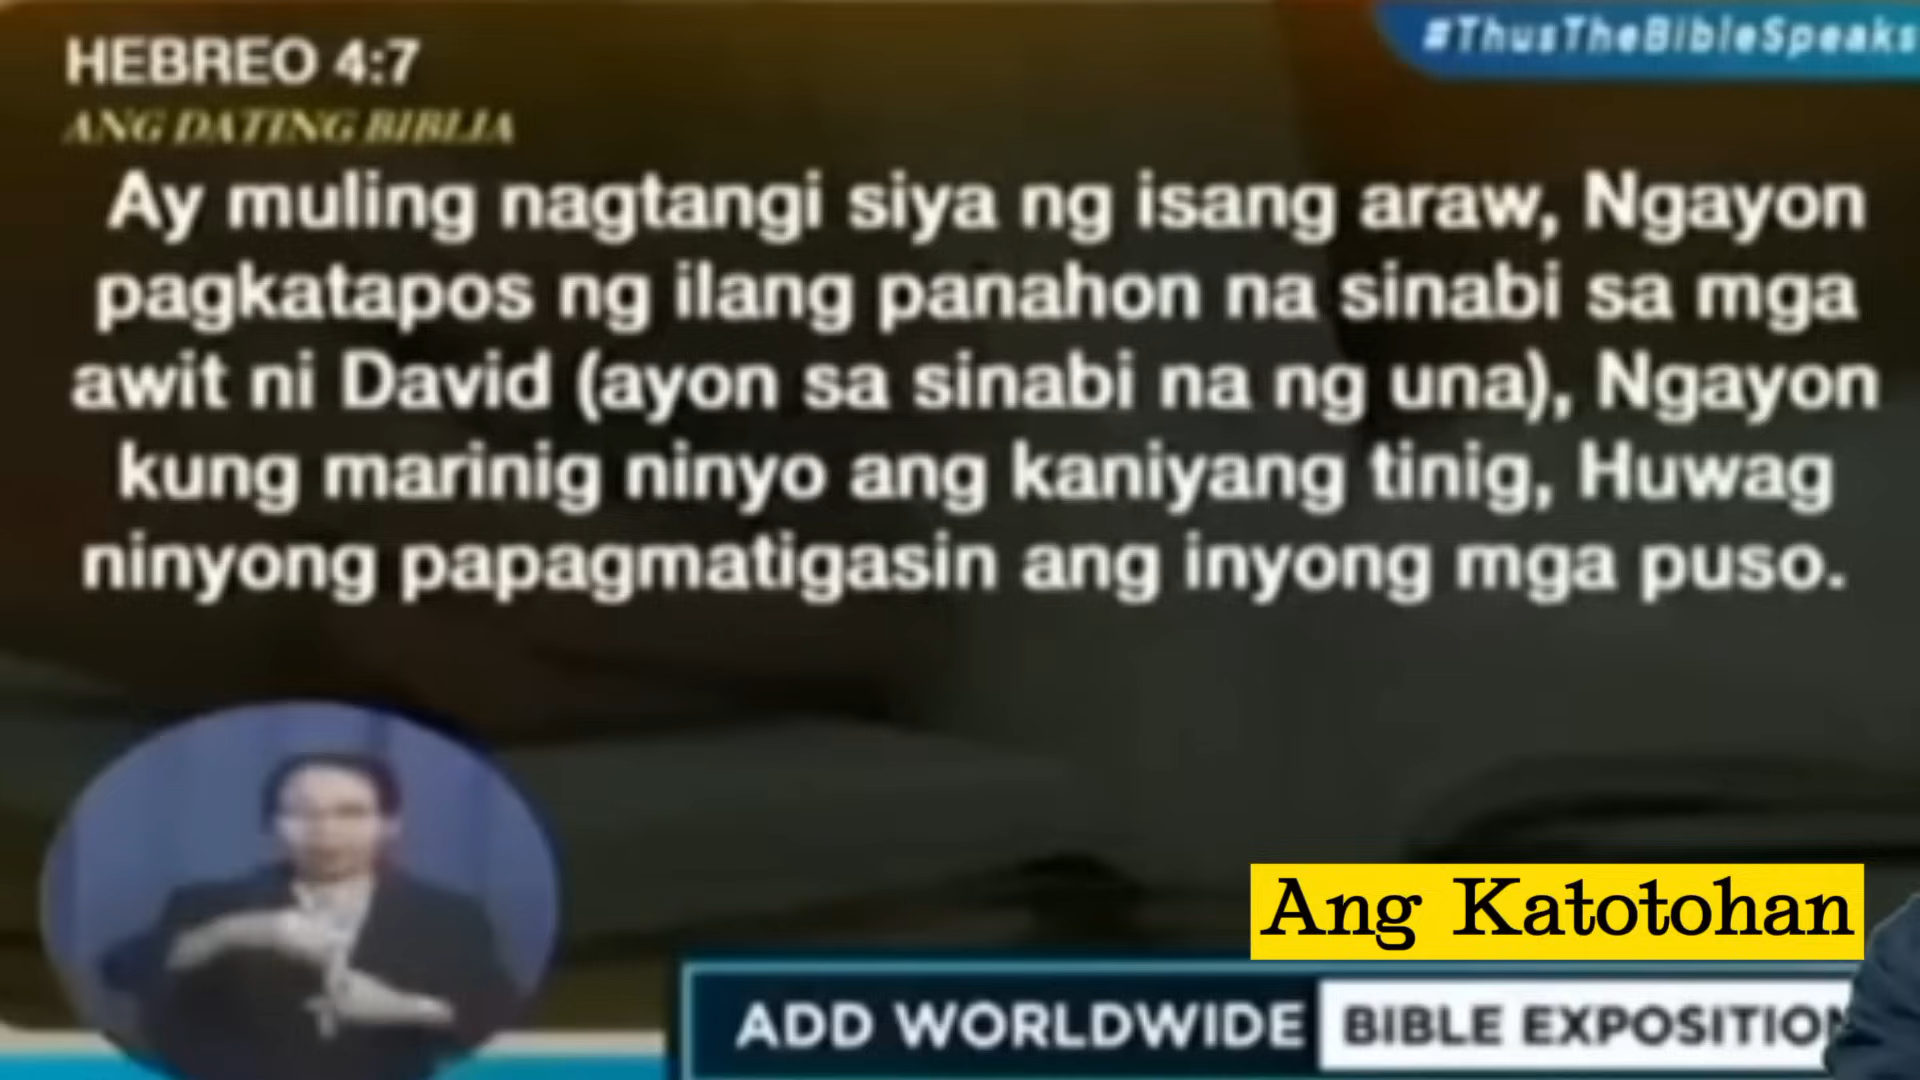 HEBREO 4:7
#ThusTheBibleSpeaks
ANG DATING BIBLIA
Ay muling nagtangi siya ng isang araw, Ngayon
pagkatapos ng ilang panahon na sinabi sa mga
awit ni David (ayon sa sinabi na ng una), Ngayon
kung marinig ninyo ang kaniyang tinig, Huwag
ninyong papagmatigasin ang inyong mga puso.
Ang Katotohan
ADD WORLDWIDE BIBLE EXPOSITION